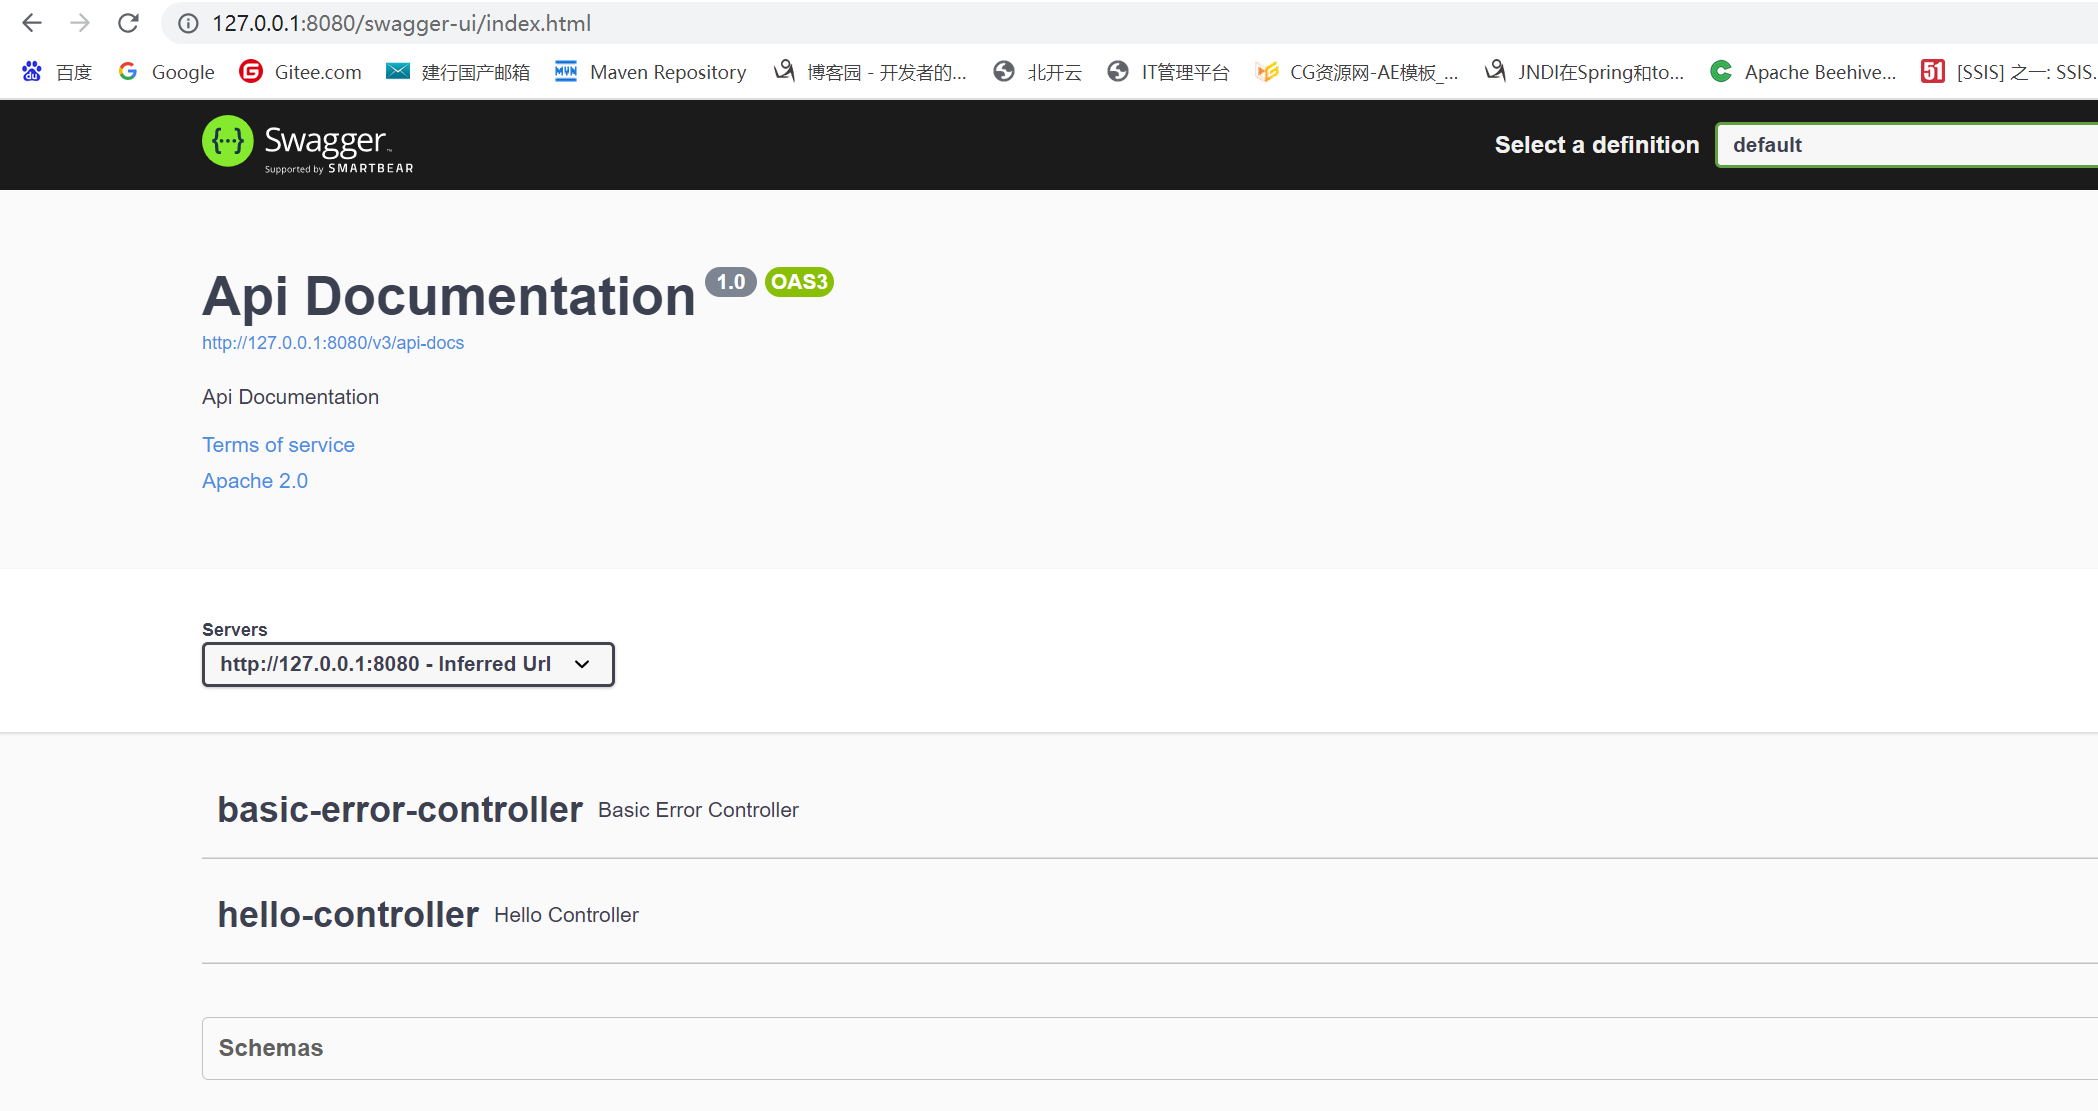 127.0.0.1:8080/swagger-ui/index.html
百度 Google Gitee.com 建行国产邮箱 Maven Repository 博客园 - 开发者的... 北开云 IT管理平台 CG资源网-AE模板_... JNDI在Spring和to... Apache Beehive... [SSIS] 之一: SSIS.
Swagger™ Select a definition default
Supported by SMARTBEAR
Api Documentation 1.0 OAS3
http://127.0.0.1:8080/v3/api-docs
Api Documentation
Terms of service
Apache 2.0
Servers
http://127.0.0.1:8080 - Inferred Url
basic-error-controller Basic Error Controller
hello-controller Hello Controller
Schemas